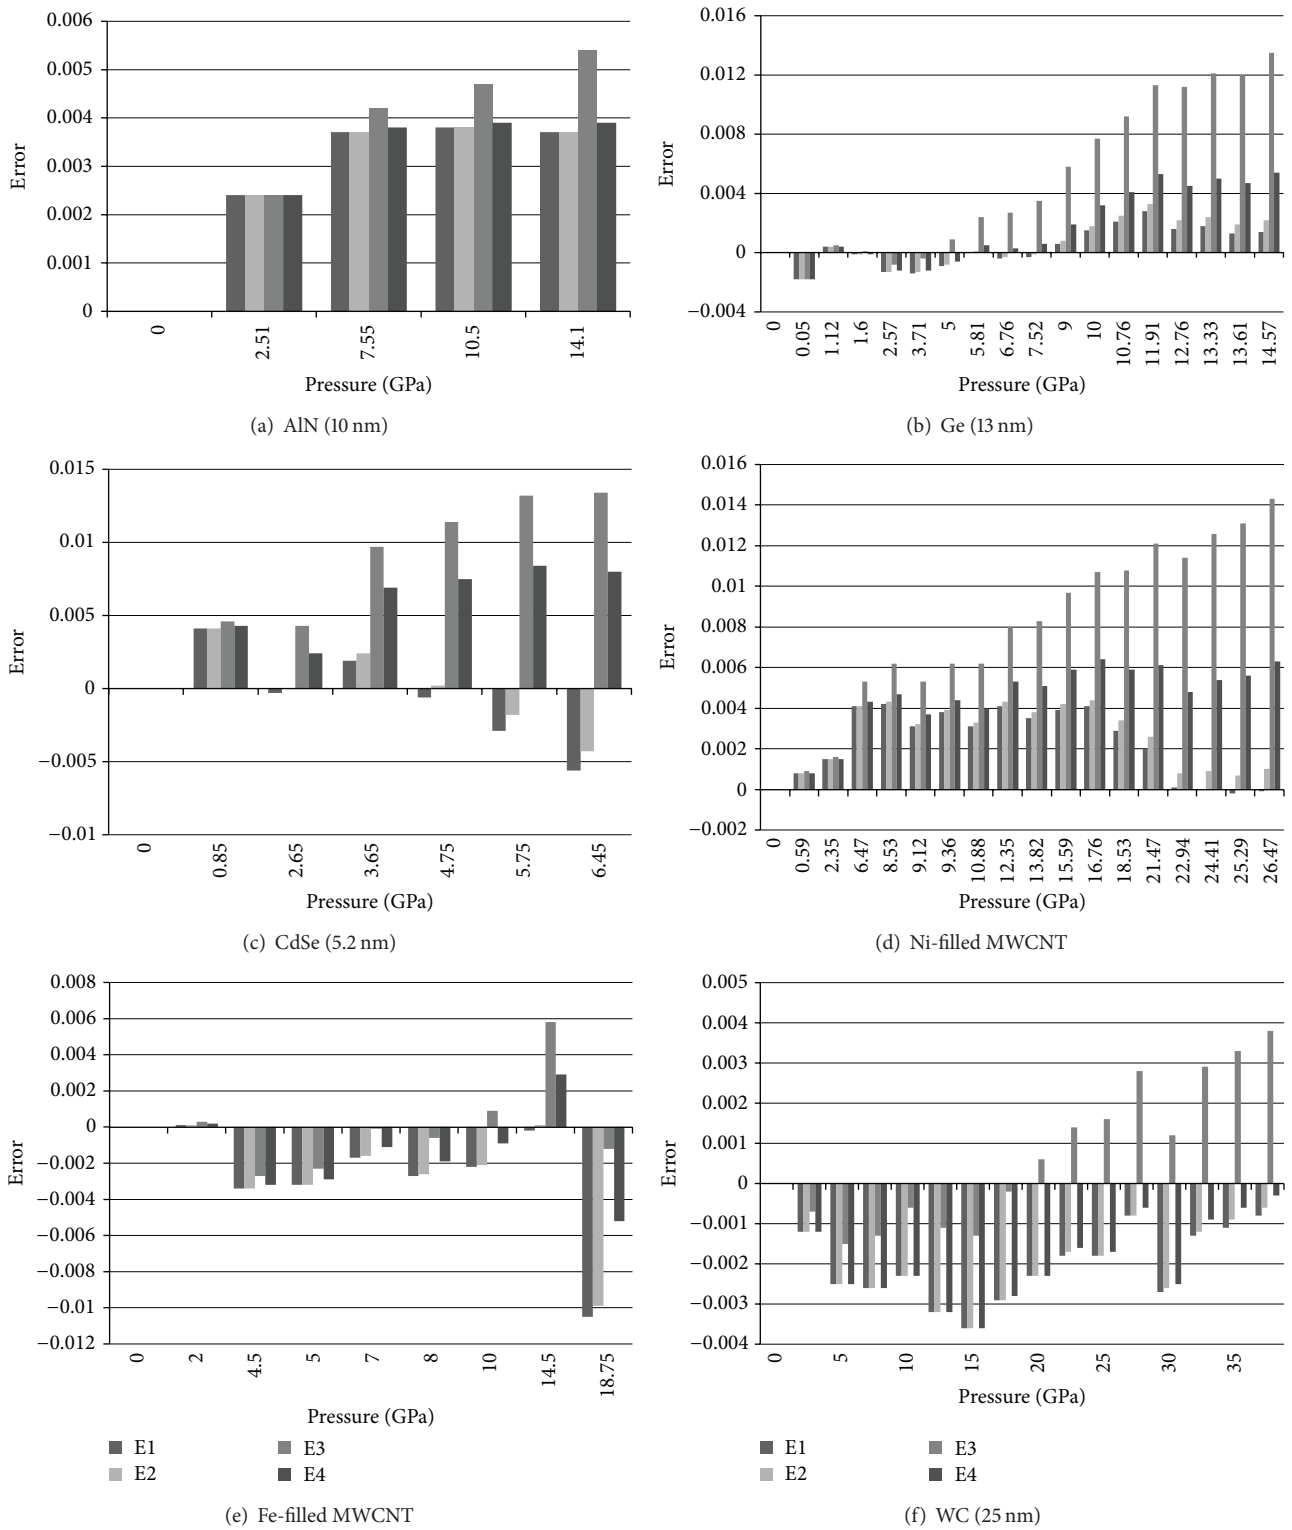 0.006
0.005
0.004
0.003
0.002
0.001
0
Error
0 2.51 7.55 10.5 14.1
Pressure (GPa)
(a) AlN (10 nm)
0.016
0.012
0.008
0.004
0
−0.004
Error
0 0.05 1.12 1.6 2.57 3.71 5 5.81 6.76 7.52 9 10 10.76 11.91 12.76 13.33 13.61 14.57
Pressure (GPa)
(b) Ge (13 nm)
0.015
0.01
0.005
0
−0.005
−0.01
Error
0 0.85 2.65 3.65 4.75 5.75 6.45
Pressure (GPa)
(c) CdSe (5.2 nm)
0.016
0.014
0.012
0.01
0.008
0.006
0.004
0.002
0
−0.002
Error
0 0.59 2.35 6.47 8.53 9.12 9.36 10.88 12.35 13.82 15.59 16.76 18.53 21.47 22.94 24.41 25.29 26.47
Pressure (GPa)
(d) Ni-filled MWCNT
0.008
0.006
0.004
0.002
0
−0.002
−0.004
−0.006
−0.008
−0.01
−0.012
Error
0 2 4.5 5 7 8 10 14.5 18.75
Pressure (GPa)
E1 E3
E2 E4
(e) Fe-filled MWCNT
0.005
0.004
0.003
0.002
0.001
0
−0.001
−0.002
−0.003
−0.004
Error
0 5 10 15 20 25 30 35
Pressure (GPa)
E1 E3
E2 E4
(f) WC (25 nm)